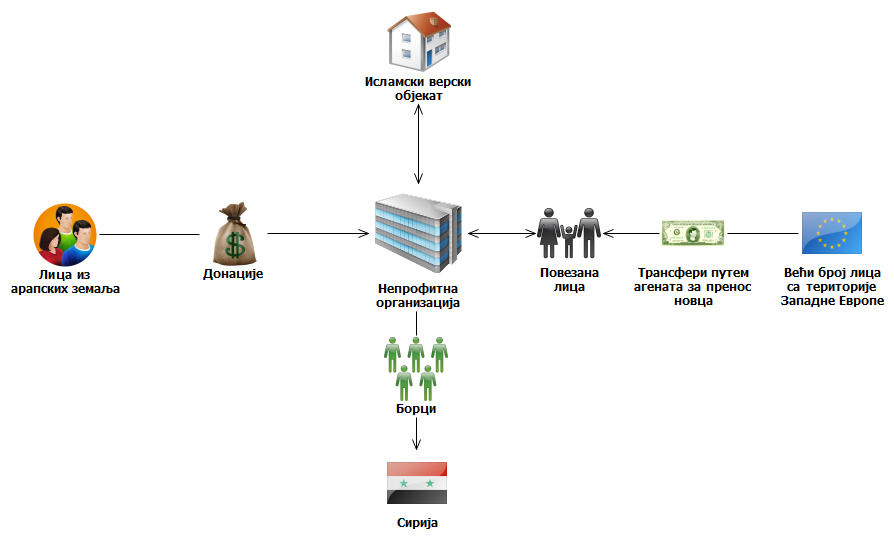 Исламски верски
објекат
Лица из
арапских земаља
Донације
Непрофитна
организација
Повезана
лица
Трансфери путем
агената за пренос
новца
Већи број лица
са територије
Западне Европе
Борци
Сирија